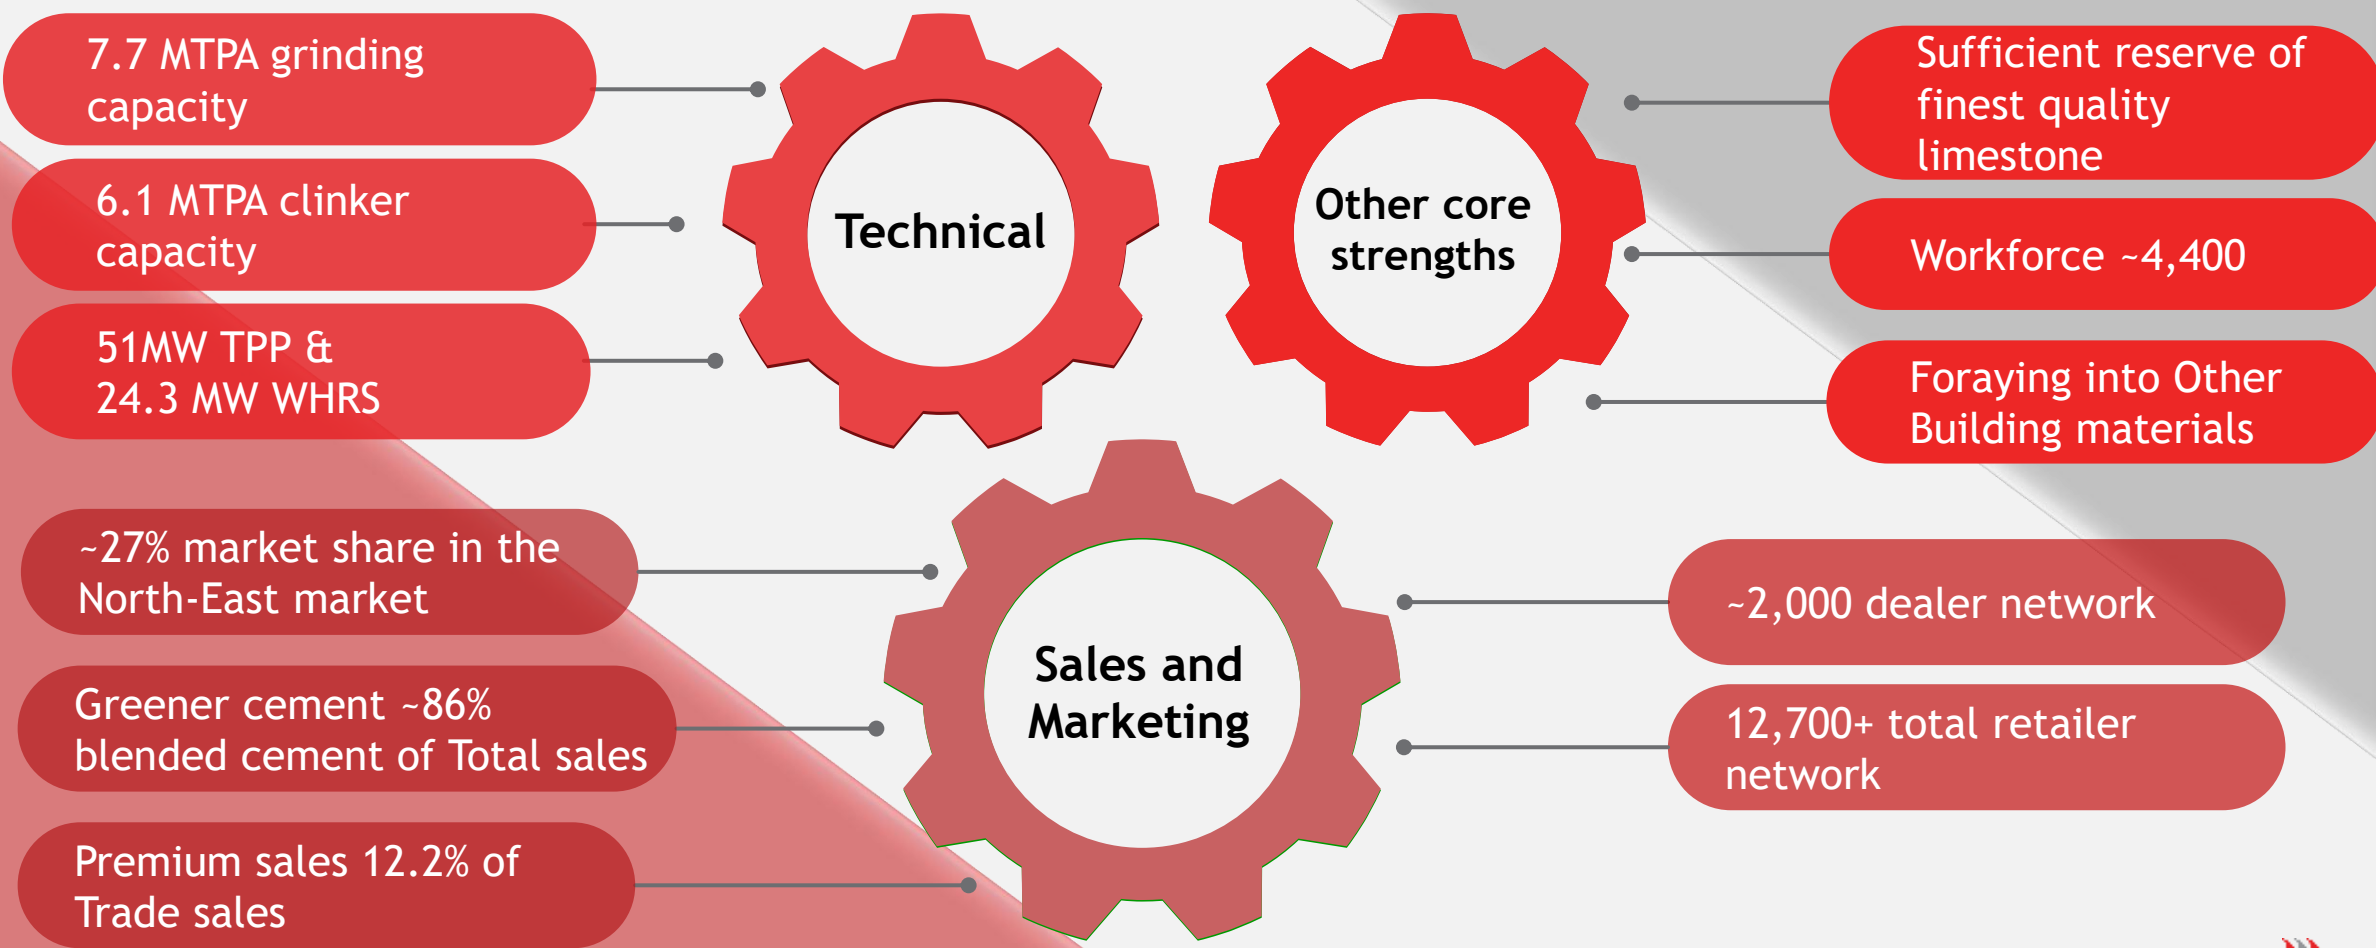 7.7 MTPA grinding
capacity
6.1 MTPA clinker
capacity
51MW TPP &
24.3 MW WHRS
Technical
Other core
strengths
Sufficient reserve of
finest quality
limestone
Workforce ~4,400
Foraying into Other
Building materials
~27% market share in the
North-East market
Greener cement ~86%
blended cement of Total sales
Premium sales 12.2% of
Trade sales
Sales and
Marketing
~2,000 dealer network
12,700+ total retailer
network